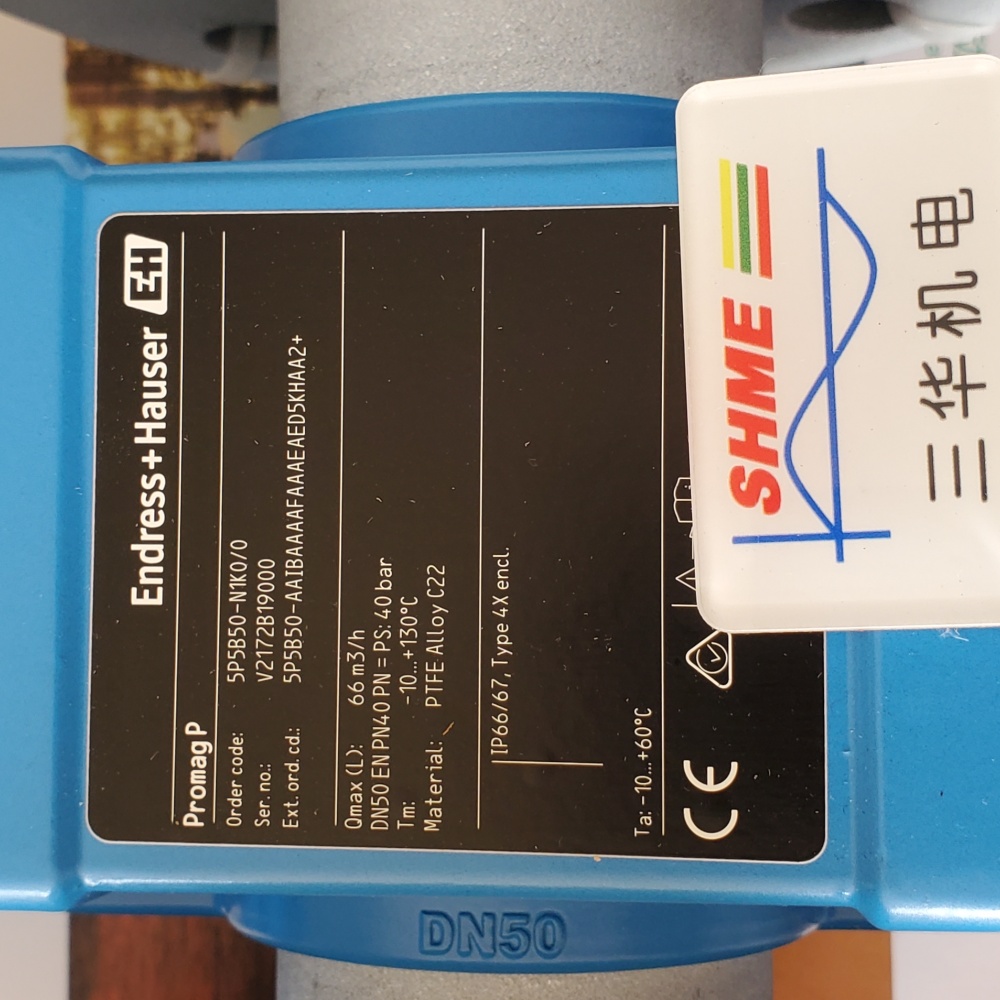 Endress+Hauser EH
Promag P
Order code: 5P5B50-N1K0/0
Ser. no.: V2172B19000
Ext. ord. cd.: 5P5B50-AAIBAAAAFAAAEAED5KHAA2+
Qmax (L): 66 m3/h
DN50 EN PN40 PN = PS: 40 bar
Tm: -10...+130°C
Material: PTFE Alloy C22
IP66/67, Type 4X encl.
Ta: -10...+60°C
CE
DN50
SHME
三华机电